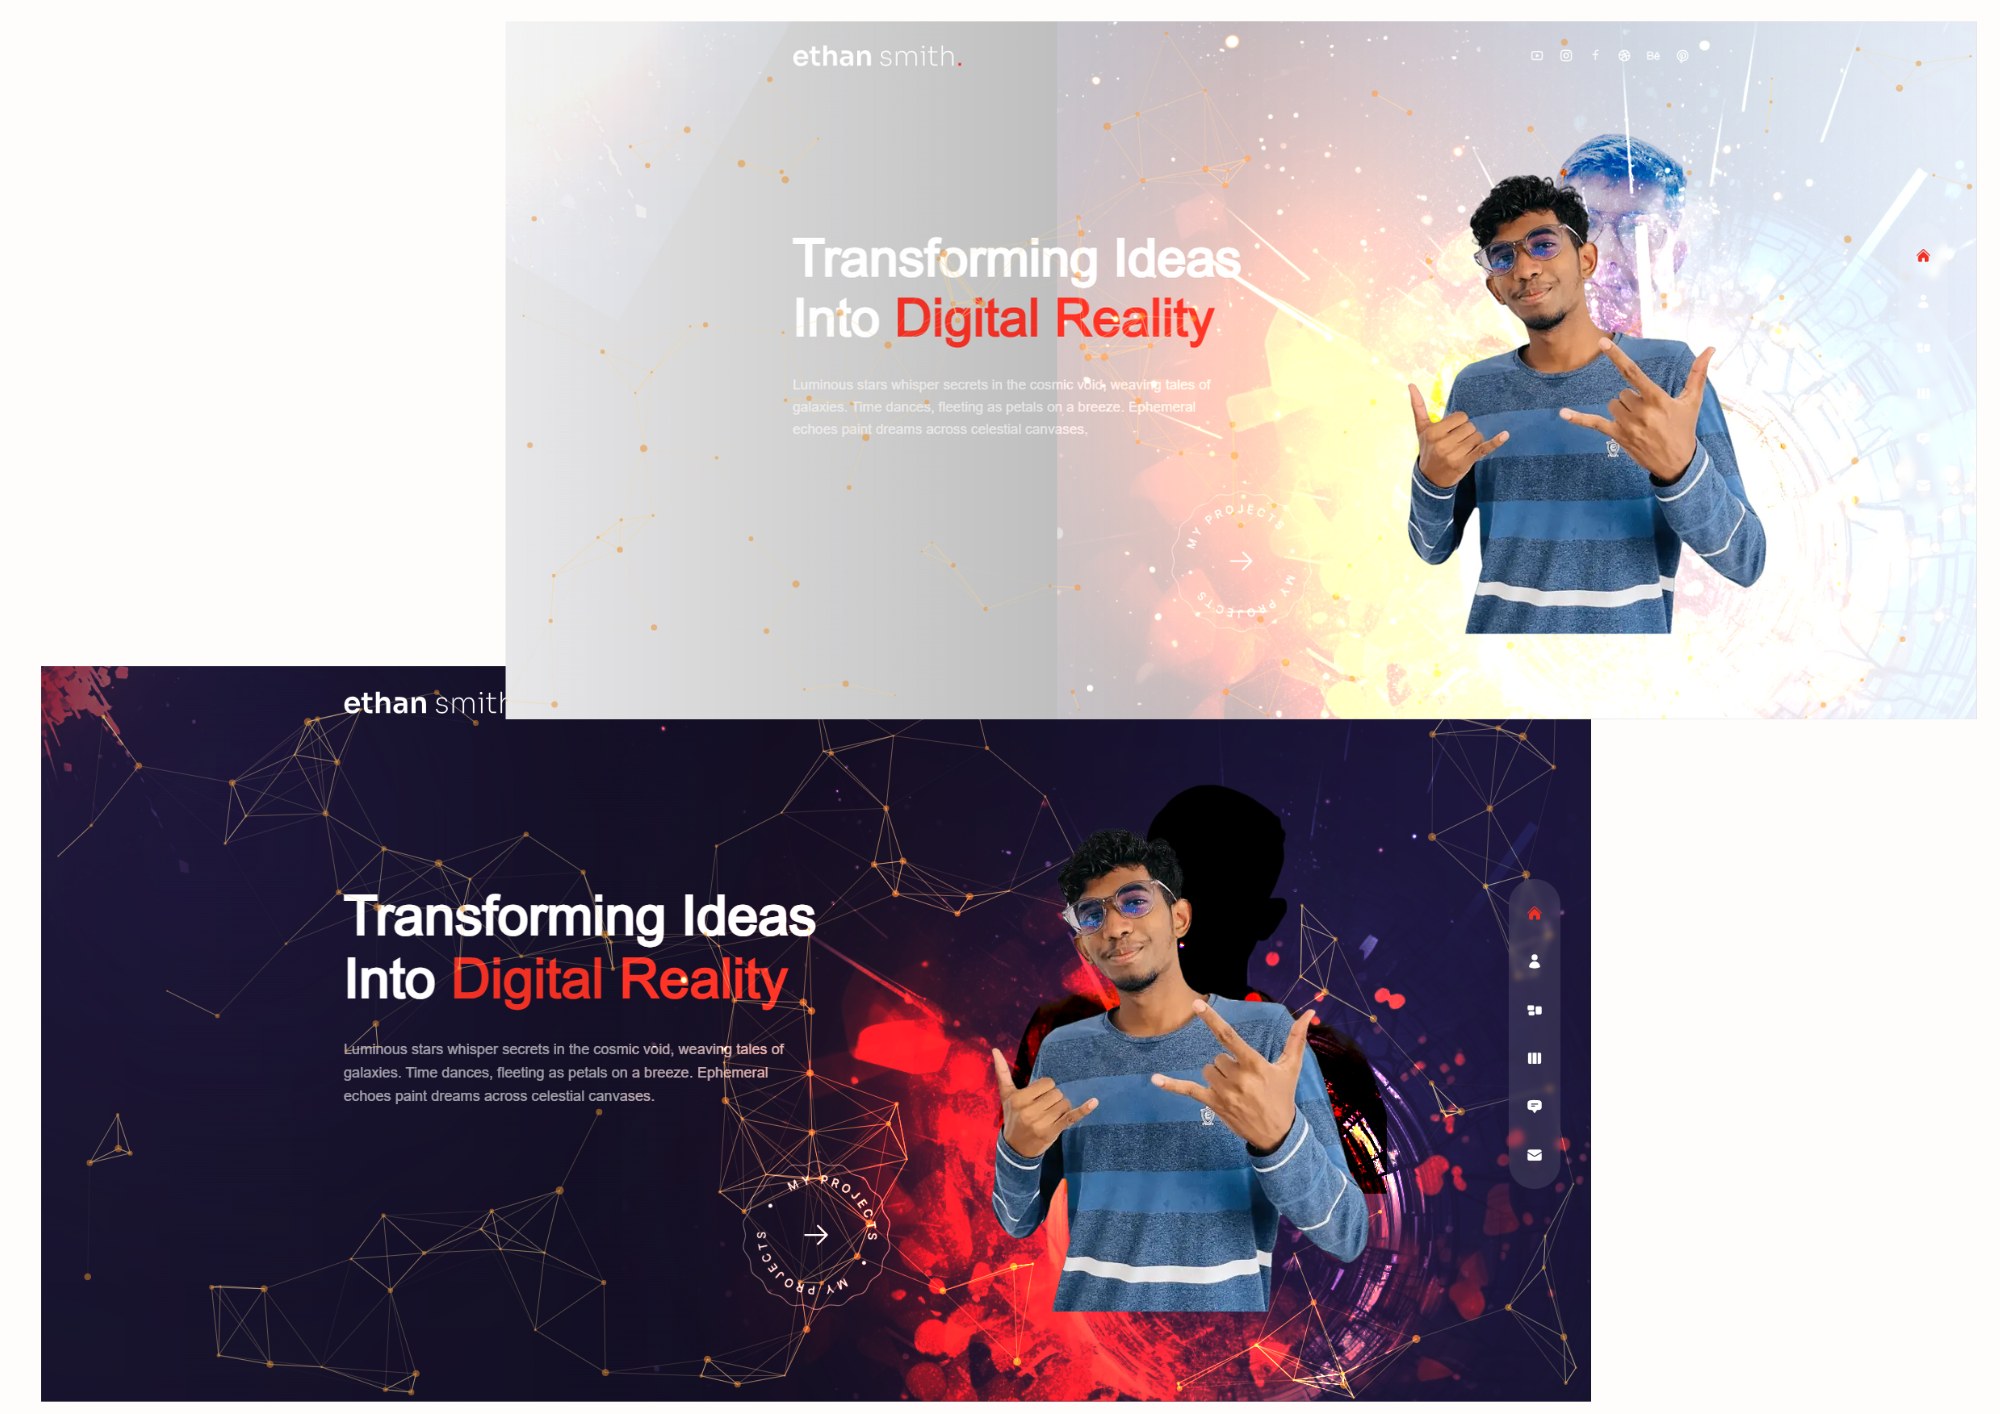 ethan smith.
Bē
Transforming Ideas
Into Digital Reality
Luminous stars whisper secrets in the cosmic void, weaving tales of
galaxies. Time dances, fleeting as petals on a breeze. Ephemeral
echoes paint dreams across celestial canvases.
MY PROJECTS
MY PROJECTS
ethan smith
Transforming Ideas
Into Digital Reality
Luminous stars whisper secrets in the cosmic void, weaving tales of
galaxies. Time dances, fleeting as petals on a breeze. Ephemeral
echoes paint dreams across celestial canvases.
MY PROJECTS
MY PROJECTS
MY